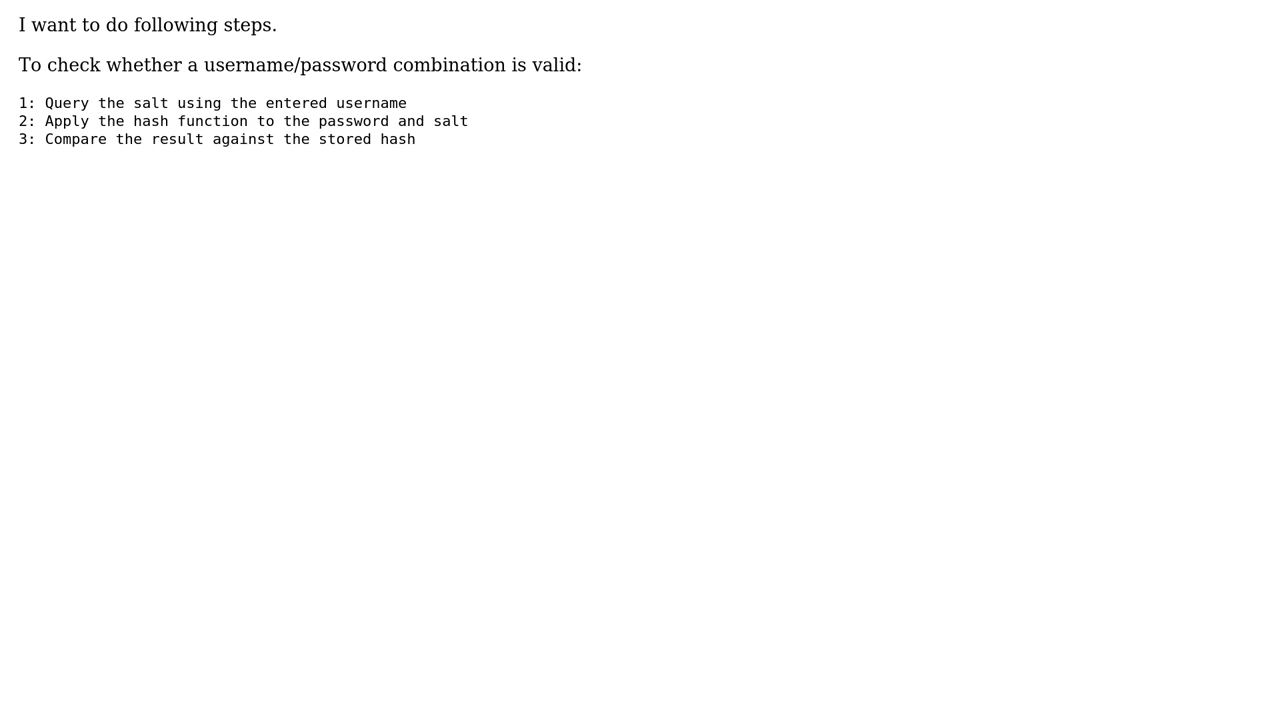 I want to do following steps.
To check whether a username/password combination is valid:
1: Query the salt using the entered username
2: Apply the hash function to the password and salt
3: Compare the result against the stored hash